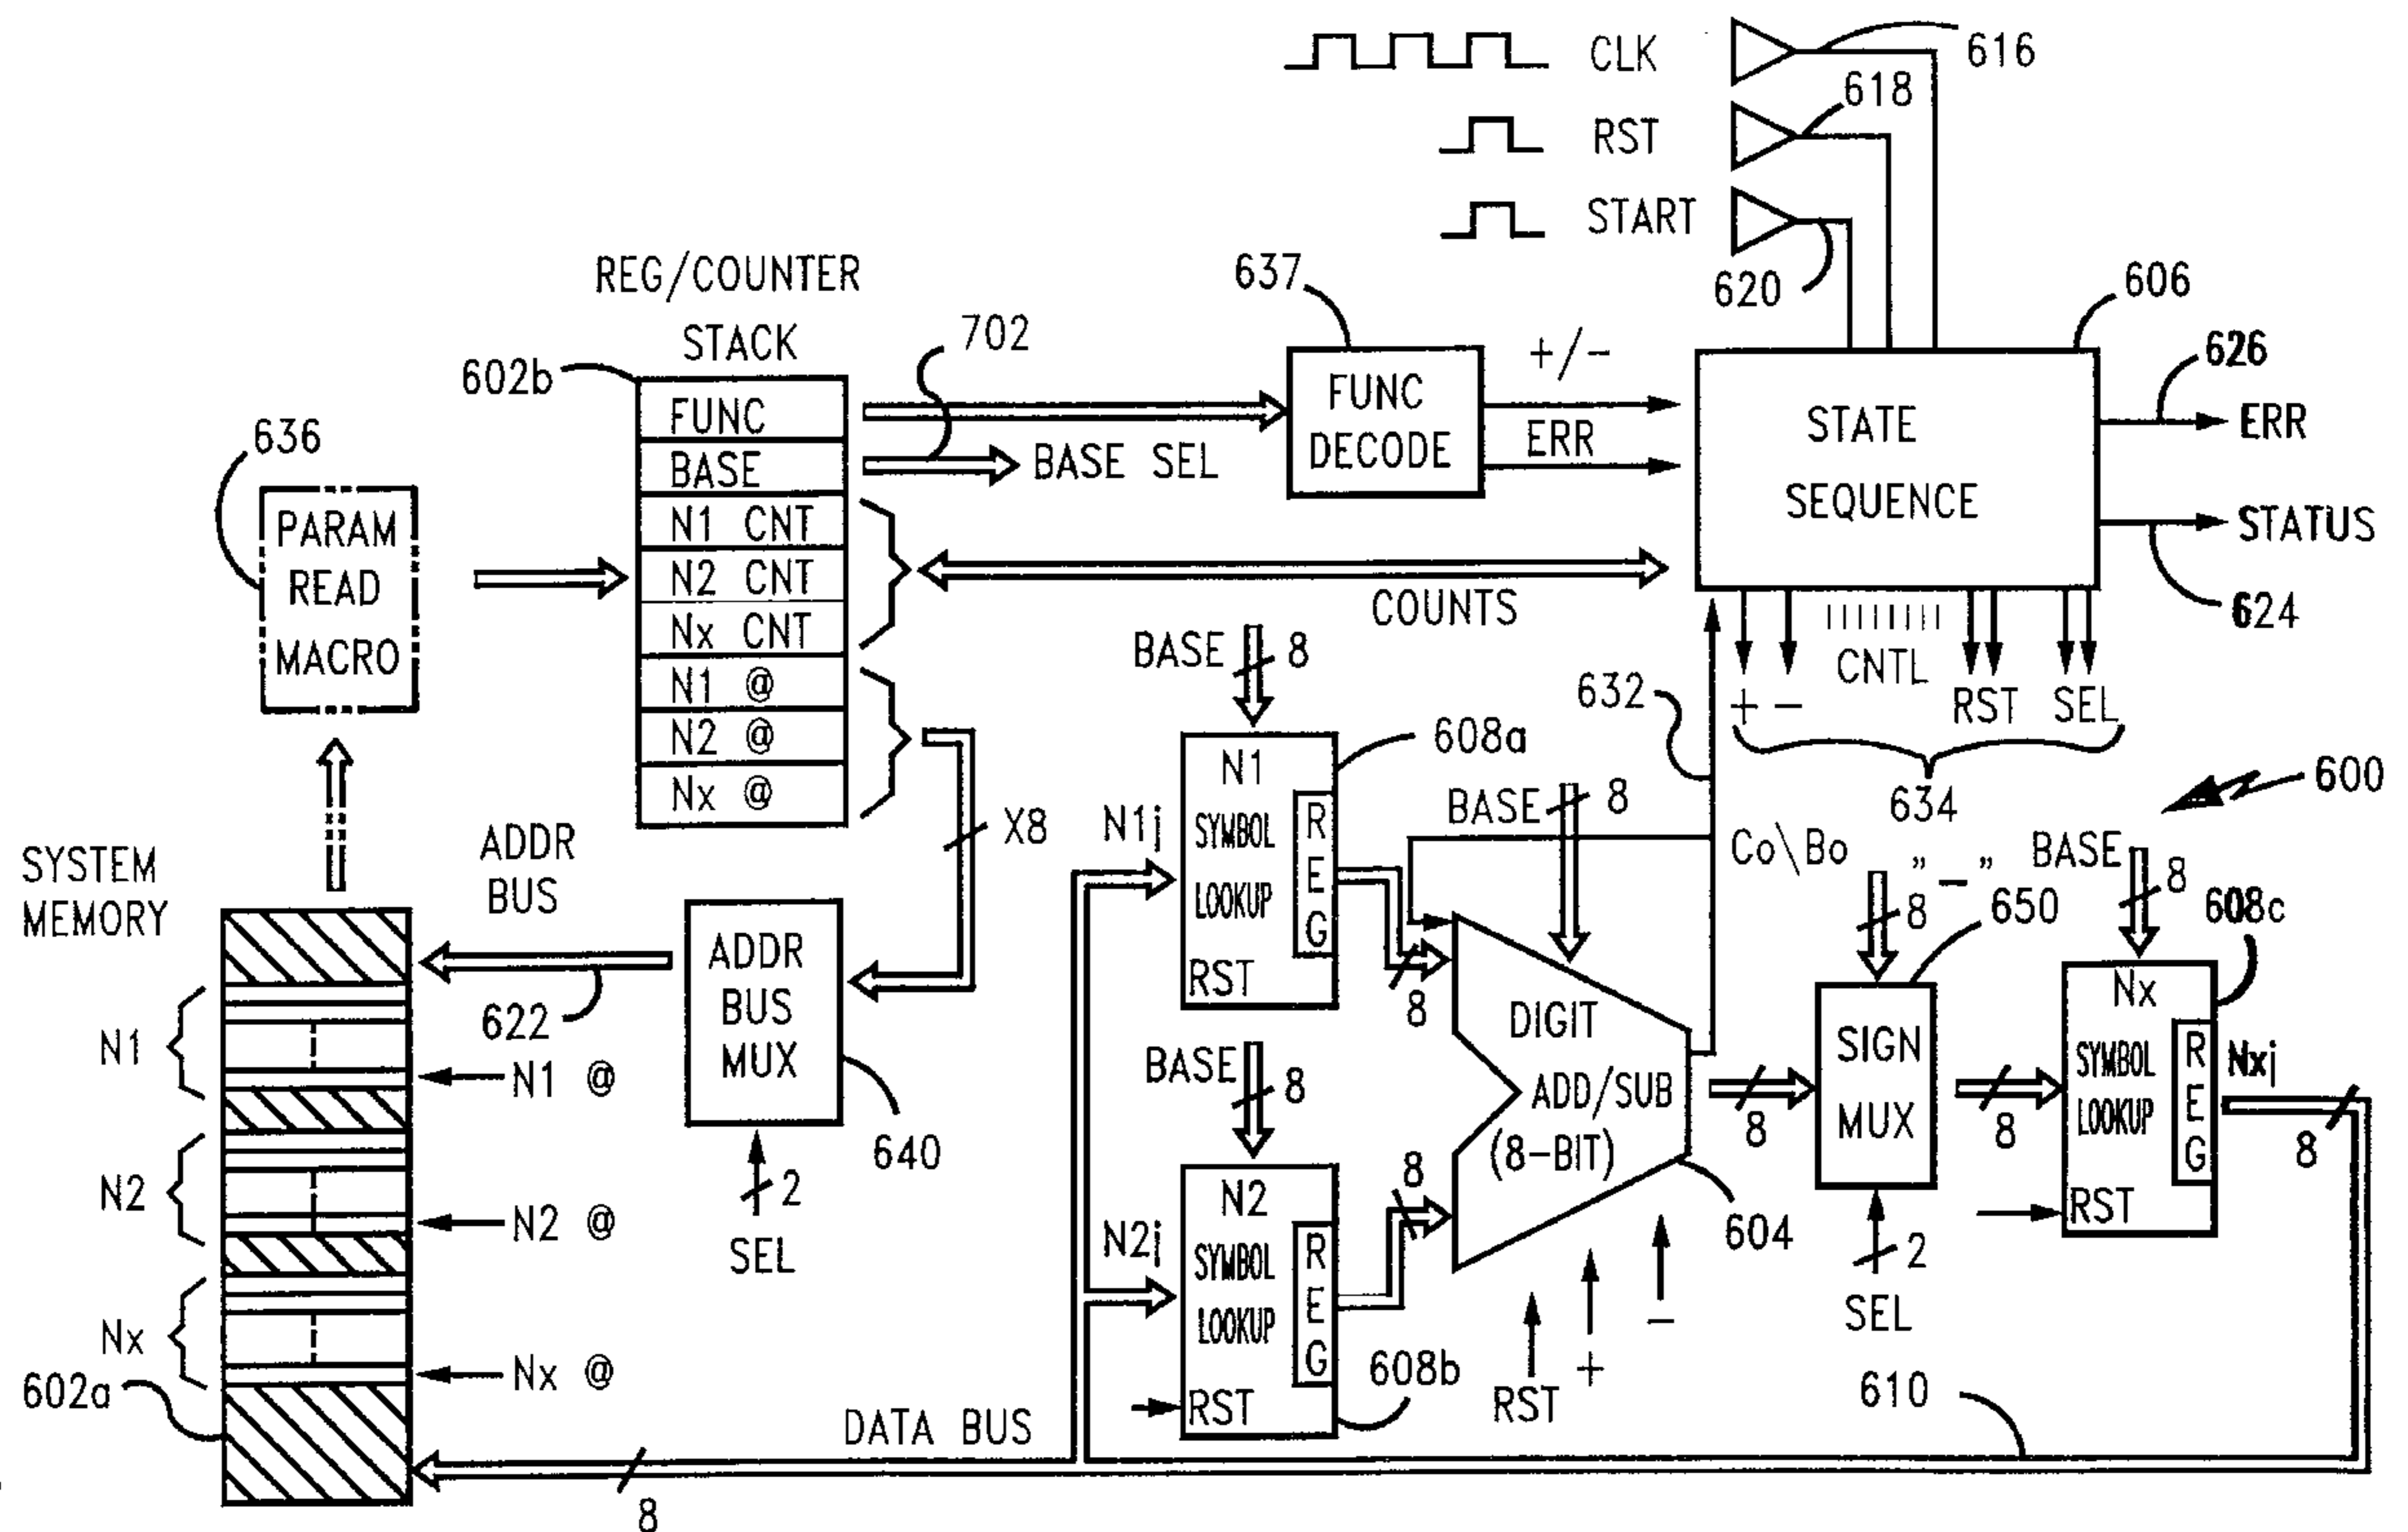 CLK
616
618
RST
START
620
REG/COUNTER
STACK
602b
FUNC
BASE
N1 CNT
N2 CNT
Nx CNT
N1 @
N2 @
Nx @
702
BASE SEL
637
FUNC
DECODE
+/-
ERR
606
STATE
SEQUENCE
626
ERR
STATUS
624
COUNTS
636
PARAM
READ
MACRO
+ -
CNTL
RST
SEL
634
632
600
SYSTEM
MEMORY
ADDR
BUS
X8
622
ADDR
BUS
MUX
640
2
SEL
N1
N1 @
N2
N2 @
Nx
Nx @
602a
DATA BUS
8
BASE
8
608a
N1
SYMBOL
LOOKUP
REG
RST
N1j
8
BASE
8
N2
SYMBOL
LOOKUP
REG
RST
N2j
608b
8
BASE
8
Co\Bo
DIGIT
ADD/SUB
(8-BIT)
604
RST
+
-
8
"-"
8
650
SIGN
MUX
2
SEL
8
BASE
8
608c
Nx
SYMBOL
LOOKUP
REG
RST
Nxj
8
610